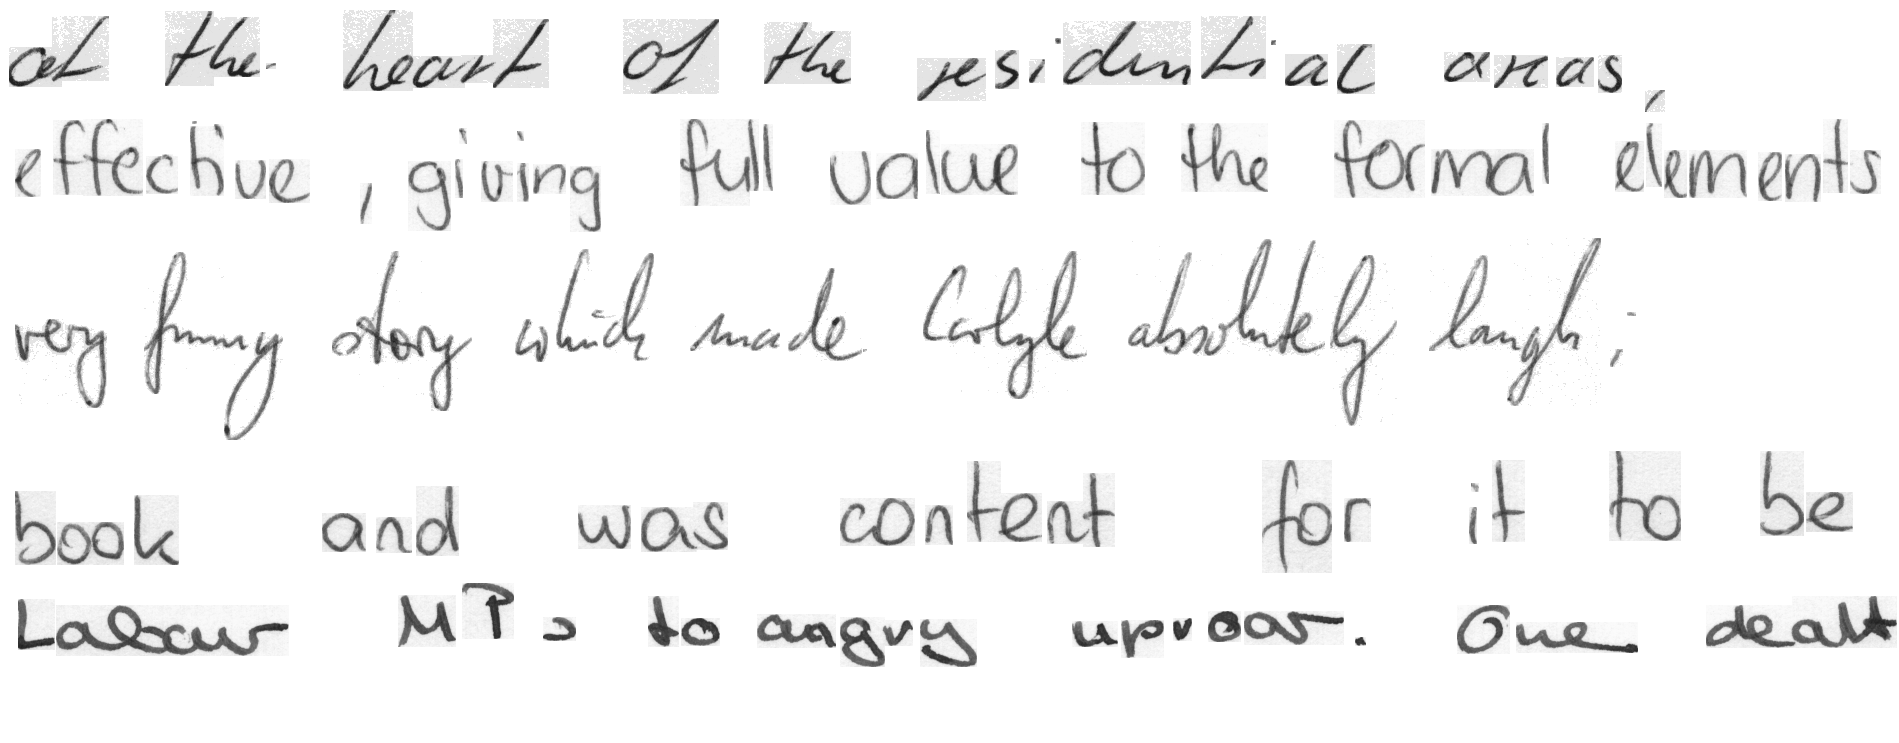 at the heart of the residential areas,
effective, giving full value to the formal elements
very funny story which made Carlyle absolutely laugh;
book and was content for it to be
Labour MPs to angry uproar. One dealt